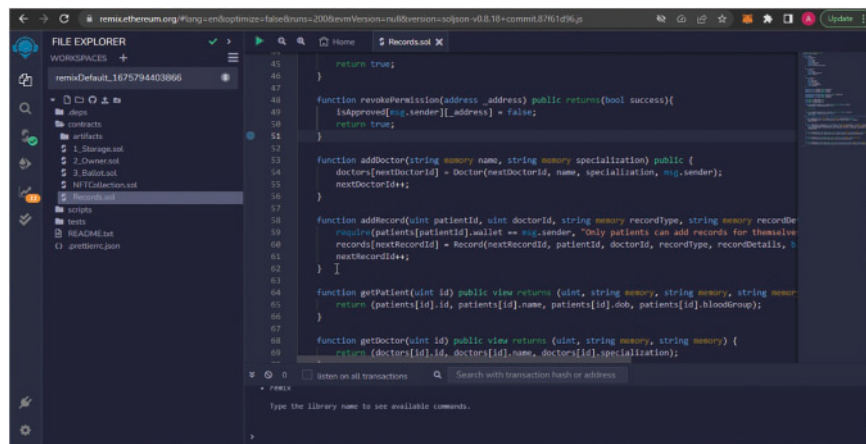 remix.ethereum.org/#lang=en&optimize=false&runs=200&evmVersion=null&version=soljson-v0.8.18+commit.87f61d96.js
Update
FILE EXPLORER
WORKSPACES +
remixDefault_1675794403866
.deps
contracts
artifacts
1_Storage.sol
2_Owner.sol
3_Ballot.sol
NFTCollection.sol
Records.sol
scripts
tests
README.txt
.prettierrc.json
Home
Records.sol
45 return true;
46 }
47
48 function revokePermission(address _address) public returns(bool success){
49 isApproved[msg.sender][_address] = false;
50 return true;
51 }
52
53 function addDoctor(string memory name, string memory specialization) public {
54 doctors[nextDoctorId] = Doctor(nextDoctorId, name, specialization, msg.sender);
55 nextDoctorId++;
56 }
57
58 function addRecord(uint patientId, uint doctorId, string memory recordType, string memory recordDe
59 require(patients[patientId].wallet == msg.sender, "Only patients can add records for themselve
60 records[nextRecordId] = Record(nextRecordId, patientId, doctorId, recordType, recordDetails, b
61 nextRecordId++;
62 }
63
64 function getPatient(uint id) public view returns (uint, string memory, string memory, string memor
65 return (patients[id].id, patients[id].name, patients[id].dob, patients[id].bloodGroup);
66 }
67
68 function getDoctor(uint id) public view returns (uint, string memory, string memory) {
69 return (doctors[id].id, doctors[id].name, doctors[id].specialization);
0
listen on all transactions
Search with transaction hash or address
• remix
Type the library name to see available commands.
>